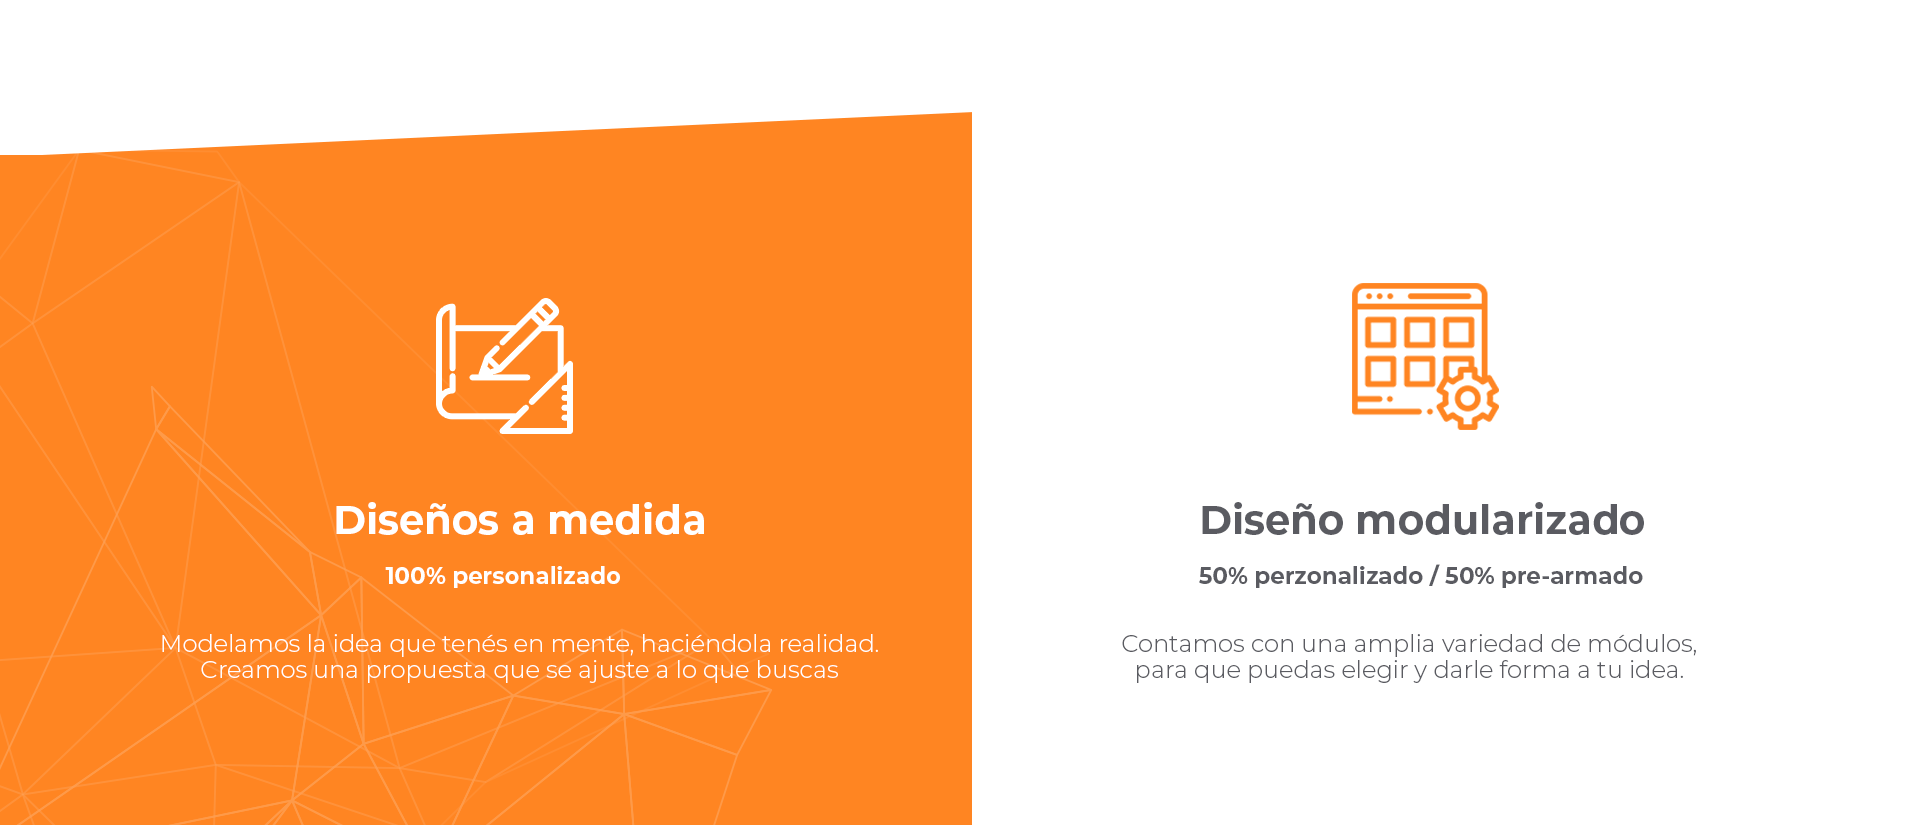 Diseños a medida
100% personalizado
Modelamos la idea que tenés en mente, haciéndola realidad.
Creamos una propuesta que se ajuste a lo que buscas
Diseño modularizado
50% perzonalizado / 50% pre-armado
Contamos con una amplia variedad de módulos,
para que puedas elegir y darle forma a tu idea.